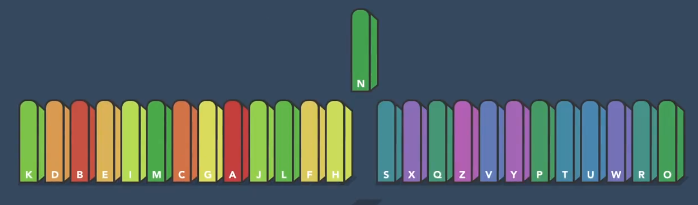 N
K D B E I M C G A J L F H S X Q Z V Y P T U W R O